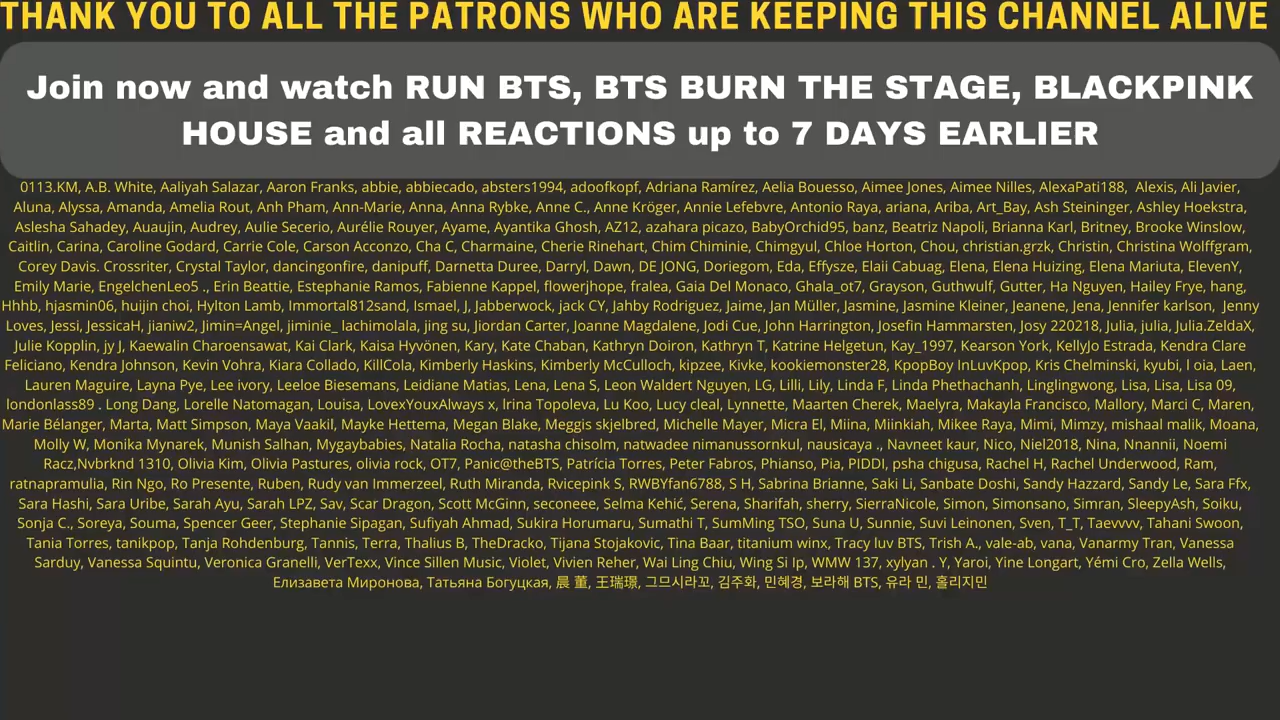 THANK YOU TO ALL THE PATRONS WHO ARE KEEPING THIS CHANNEL ALIVE
Join now and watch RUN BTS, BTS BURN THE STAGE, BLACKPINK
HOUSE and all REACTIONS up to 7 DAYS EARLIER
0113.KM, A.B. White, Aaliyah Salazar, Aaron Franks, abbie, abbiecado, absters1994, adoofkopf, Adriana Ramírez, Aelia Bouesso, Aimee Jones, Aimee Nilles, AlexaPati188, Alexis, Ali Javier,
Aluna, Alyssa, Amanda, Amelia Rout, Anh Pham, Ann-Marie, Anna, Anna Rybke, Anne C., Anne Kröger, Annie Lefebvre, Antonio Raya, ariana, Ariba, Art_Bay, Ash Steininger, Ashley Hoekstra,
Aslesha Sahadey, Auaujin, Audrey, Aulie Secerio, Aurélie Rouyer, Ayame, Ayantika Ghosh, AZ12, azahara picazo, BabyOrchid95, banz, Beatriz Napoli, Brianna Karl, Britney, Brooke Winslow,
Caitlin, Carina, Caroline Godard, Carrie Cole, Carson Acconzo, Cha C, Charmaine, Cherie Rinehart, Chim Chiminie, Chimgyul, Chloe Horton, Chou, christian.grzk, Christin, Christina Wolffgram,
Corey Davis. Crossriter, Crystal Taylor, dancingonfire, danipuff, Darnetta Duree, Darryl, Dawn, DE JONG, Doriegom, Eda, Effysze, Elaii Cabuag, Elena, Elena Huizing, Elena Mariuta, ElevenY,
Emily Marie, EngelchenLeo5 ., Erin Beattie, Estephanie Ramos, Fabienne Kappel, flowerjhope, fralea, Gaia Del Monaco, Ghala_ot7, Grayson, Guthwulf, Gutter, Ha Nguyen, Hailey Frye, hang,
Hhhb, hjasmin06, huijin choi, Hylton Lamb, Immortal812sand, Ismael, J, Jabberwock, jack CY, Jahby Rodriguez, Jaime, Jan Müller, Jasmine, Jasmine Kleiner, Jeanene, Jena, Jennifer karlson, Jenny
Loves, Jessi, JessicaH, jianiw2, Jimin=Angel, jiminie_ lachimolala, jing su, Jiordan Carter, Joanne Magdalene, Jodi Cue, John Harrington, Josefin Hammarsten, Josy 220218, Julia, julia, Julia.ZeldaX,
Julie Kopplin, jy J, Kaewalin Charoensawat, Kai Clark, Kaisa Hyvönen, Kary, Kate Chaban, Kathryn Doiron, Kathryn T, Katrine Helgetun, Kay_1997, Kearson York, KellyJo Estrada, Kendra Clare
Feliciano, Kendra Johnson, Kevin Vohra, Kiara Collado, KillCola, Kimberly Haskins, Kimberly McCulloch, kipzee, Kivke, kookiemonster28, KpopBoy InLuvKpop, Kris Chelminski, kyubi, l oia, Laen,
Lauren Maguire, Layna Pye, Lee ivory, Leeloe Biesemans, Leidiane Matias, Lena, Lena S, Leon Waldert Nguyen, LG, Lilli, Lily, Linda F, Linda Phethachanh, Linglingwong, Lisa, Lisa, Lisa 09,
londonlass89 . Long Dang, Lorelle Natomagan, Louisa, LovexYouxAlways x, lrina Topoleva, Lu Koo, Lucy cleal, Lynnette, Maarten Cherek, Maelyra, Makayla Francisco, Mallory, Marci C, Maren,
Marie Bélanger, Marta, Matt Simpson, Maya Vaakil, Mayke Hettema, Megan Blake, Meggis skjelbred, Michelle Mayer, Micra El, Miina, Miinkiah, Mikee Raya, Mimi, Mimzy, mishaal malik, Moana,
Molly W, Monika Mynarek, Munish Salhan, Mygaybabies, Natalia Rocha, natasha chisolm, natwadee nimanussornkul, nausicaya ., Navneet kaur, Nico, Niel2018, Nina, Nnannii, Noemi
Racz,Nvbrknd 1310, Olivia Kim, Olivia Pastures, olivia rock, OT7, Panic@theBTS, Patrícia Torres, Peter Fabros, Phianso, Pia, PIDDI, psha chigusa, Rachel H, Rachel Underwood, Ram,
ratnapramulia, Rin Ngo, Ro Presente, Ruben, Rudy van Immerzeel, Ruth Miranda, Rvicepink S, RWBYfan6788, S H, Sabrina Brianne, Saki Li, Sanbate Doshi, Sandy Hazzard, Sandy Le, Sara Ffx,
Sara Hashi, Sara Uribe, Sarah Ayu, Sarah LPZ, Sav, Scar Dragon, Scott McGinn, seconeee, Selma Kehić, Serena, Sharifah, sherry, SierraNicole, Simon, Simonsano, Simran, SleepyAsh, Soiku,
Sonja C., Soreya, Souma, Spencer Geer, Stephanie Sipagan, Sufiyah Ahmad, Sukira Horumaru, Sumathi T, SumMing TSO, Suna U, Sunnie, Suvi Leinonen, Sven, T_T, Taevvvv, Tahani Swoon,
Tania Torres, tanikpop, Tanja Rohdenburg, Tannis, Terra, Thalius B, TheDracko, Tijana Stojakovic, Tina Baar, titanium winx, Tracy luv BTS, Trish A., vale-ab, vana, Vanarmy Tran, Vanessa
Sarduy, Vanessa Squintu, Veronica Granelli, VerTexx, Vince Sillen Music, Violet, Vivien Reher, Wai Ling Chiu, Wing Si Ip, WMW 137, xylyan . Y, Yaroi, Yine Longart, Yémi Cro, Zella Wells,
Елизавета Миронова, Татьяна Богуцкая, 晨 董, 王瑞璟, 그므시라꼬, 김주화, 민혜경, 보라해 BTS, 유라 민, 홀리지민